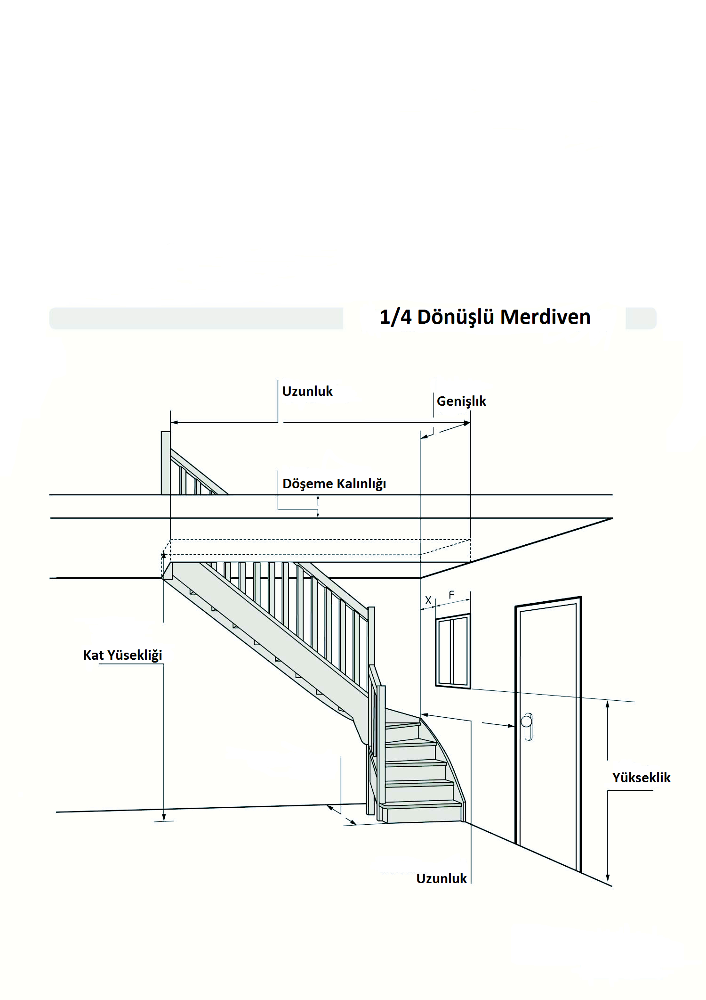 1/4 Dönüşlü Merdiven
Uzunluk
Genişlık
Döşeme Kalınlığı
X
F
Kat Yüsekliği
Yükseklik
Uzunluk